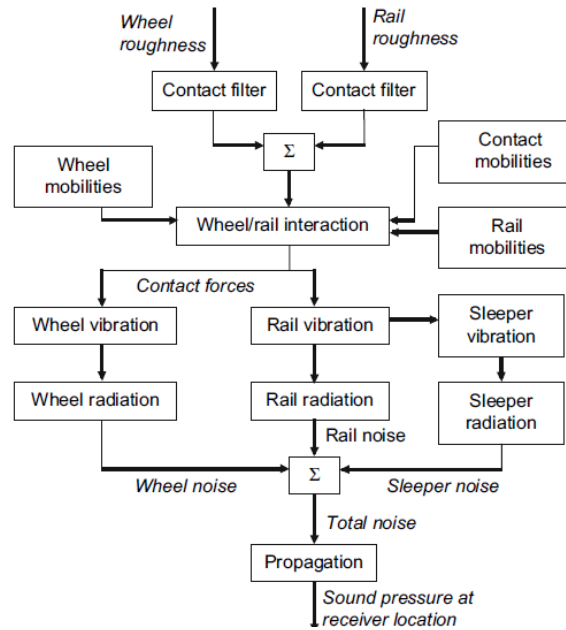 Wheel
roughness
Rail
roughness
Contact filter
Contact filter
Σ
Contact
mobilities
Wheel
mobilities
Wheel/rail interaction
Rail
mobilities
Contact forces
Wheel vibration
Rail vibration
Sleeper
vibration
Wheel radiation
Rail radiation
Sleeper
radiation
Rail noise
Wheel noise
Σ
Sleeper noise
Total noise
Propagation
Sound pressure at
receiver location